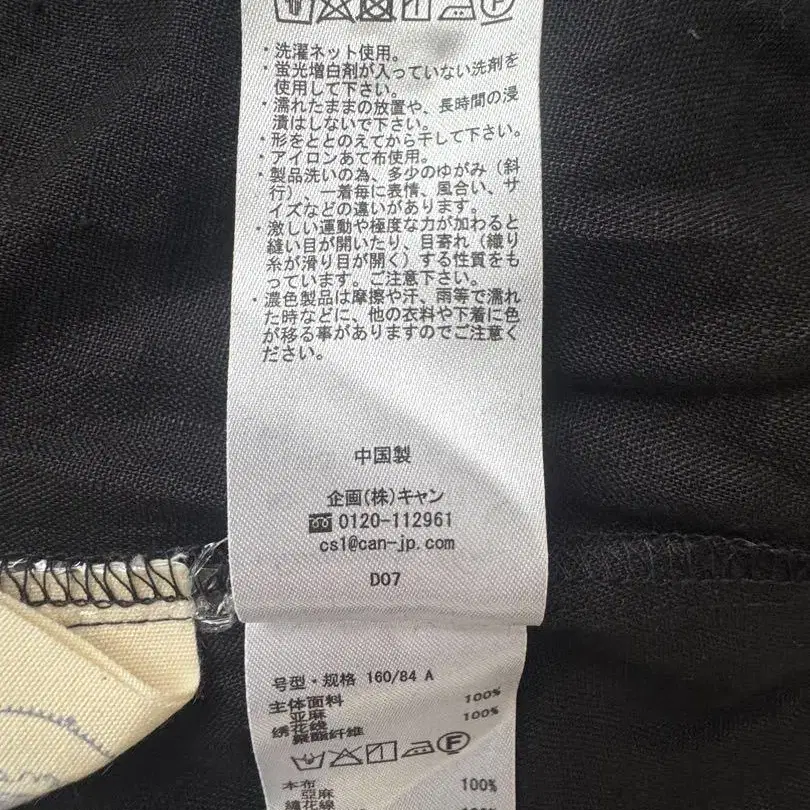 ・洗濯ネット使用。
・蛍光増白剤が入っていない洗剤を
使用して下さい。
・濡れたままの放置や、長時間の浸
漬はしないで下さい。
・形をととのえてから干して下さい。
・アイロンあて布使用。
・製品洗いの為、多少のゆがみ（斜
行）、一着毎に表情、風合い、サ
イズなどの違いがあります。
・激しい運動や極度な力が加わると
縫い目が開いたり、目寄れ（織り
糸が滑り目が開く）する性質をも
っています。ご注意下さい。
・濃色製品は摩擦や汗、雨等で濡れ
た時などに、他の衣料や下着に色
が移る事がありますのでご注意く
ださい。
中国製
企画(株)キャン
0120-112961
cs1@can-jp.com
D07
号型・规格 160/84 A
主体面料 100%
亚麻
绣花线 100%
聚酯纤维
本布 100%
亞麻
繡花線 100%